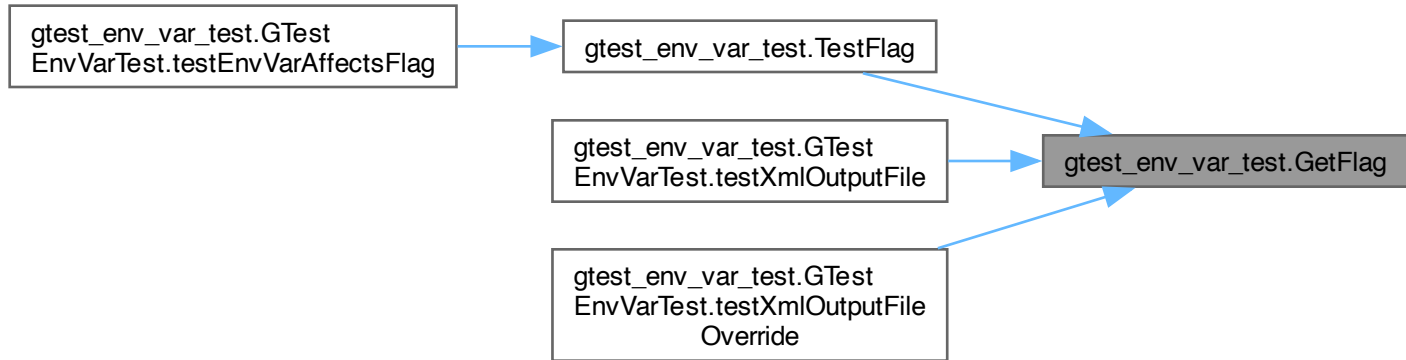 gtest_env_var_test.GTest
EnvVarTest.testEnvVarAffectsFlag
gtest_env_var_test.TestFlag
gtest_env_var_test.GTest
EnvVarTest.testXmlOutputFile
gtest_env_var_test.GetFlag
gtest_env_var_test.GTest
EnvVarTest.testXmlOutputFile
Override